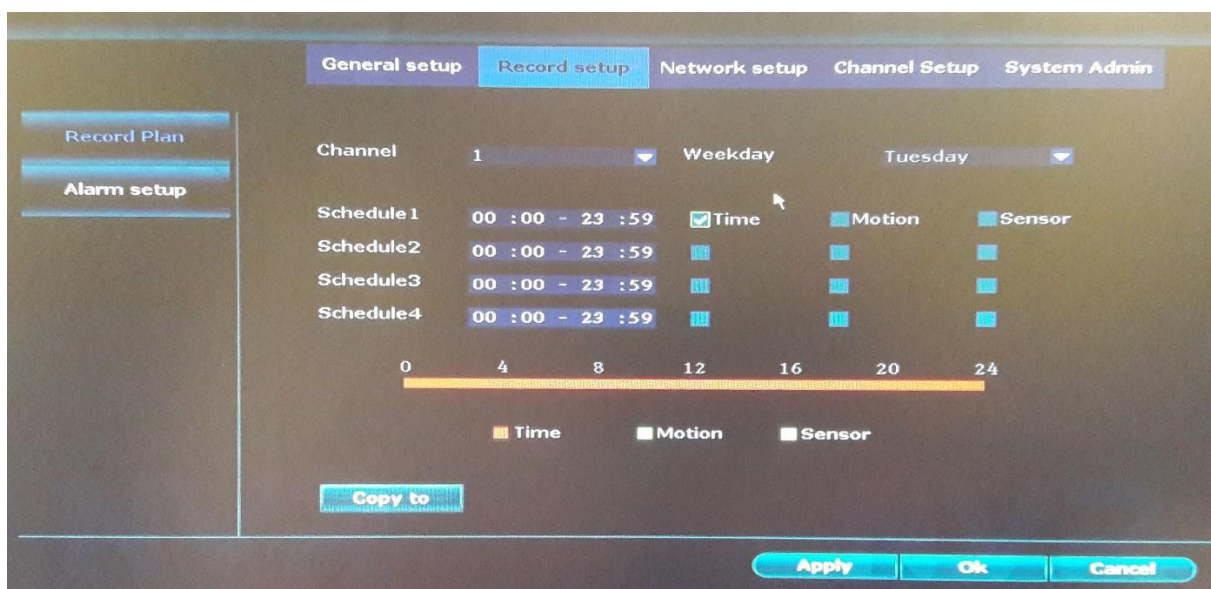 General setup Record setup Network setup Channel Setup System Admin
Record Plan
Alarm setup
Channel 1 Weekday Tuesday
Schedule1 00 :00 - 23 :59 Time Motion Sensor
Schedule2 00 :00 - 23 :59
Schedule3 00 :00 - 23 :59
Schedule4 00 :00 - 23 :59
0 4 8 12 16 20 24
Time Motion Sensor
Copy to
Apply Ok Cancel